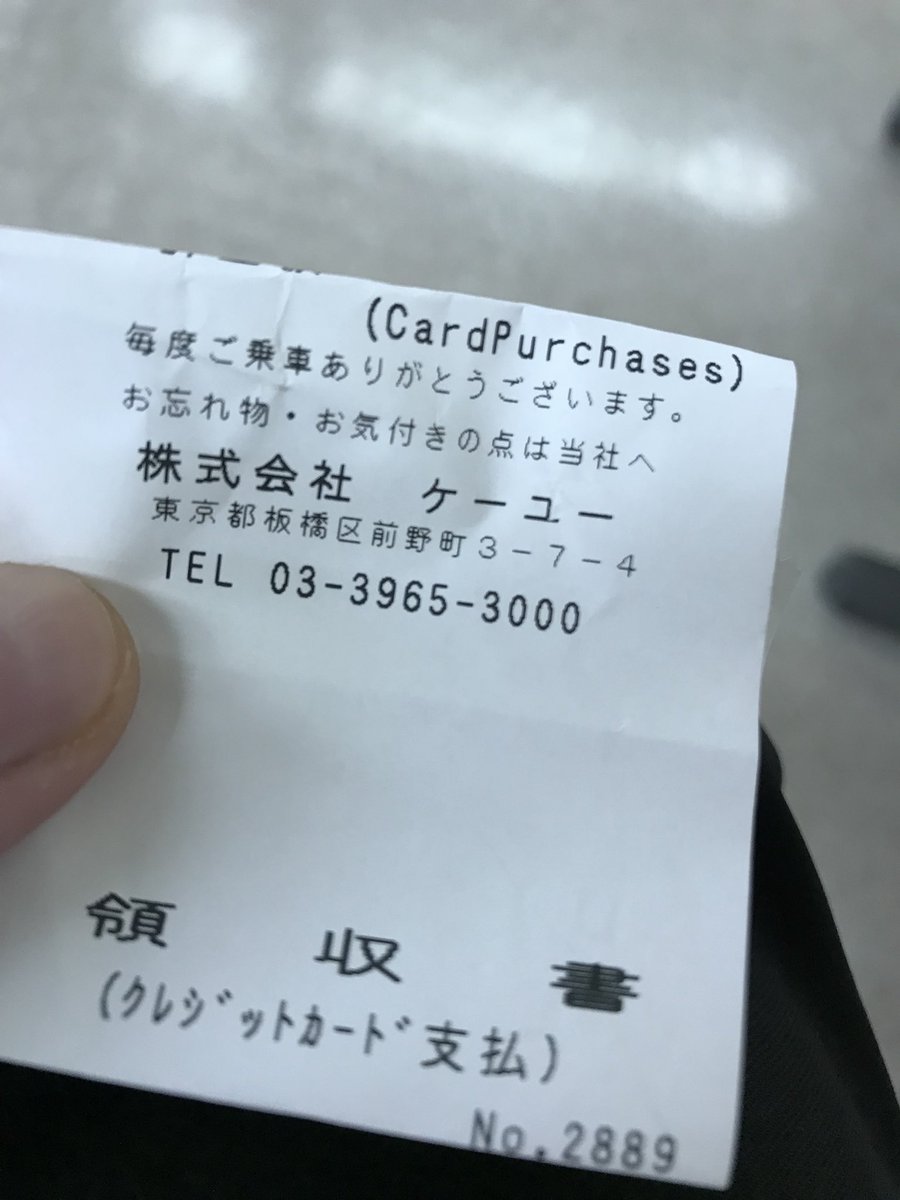 (CardPurchases)
毎度ご乗車ありがとうございます。
お忘れ物・お気付きの点は当社へ
株式会社 ケーユー
東京都板橋区前野町3-7-4
TEL 03-3965-3000
領収書
(クレジットカード支払)
No.2889